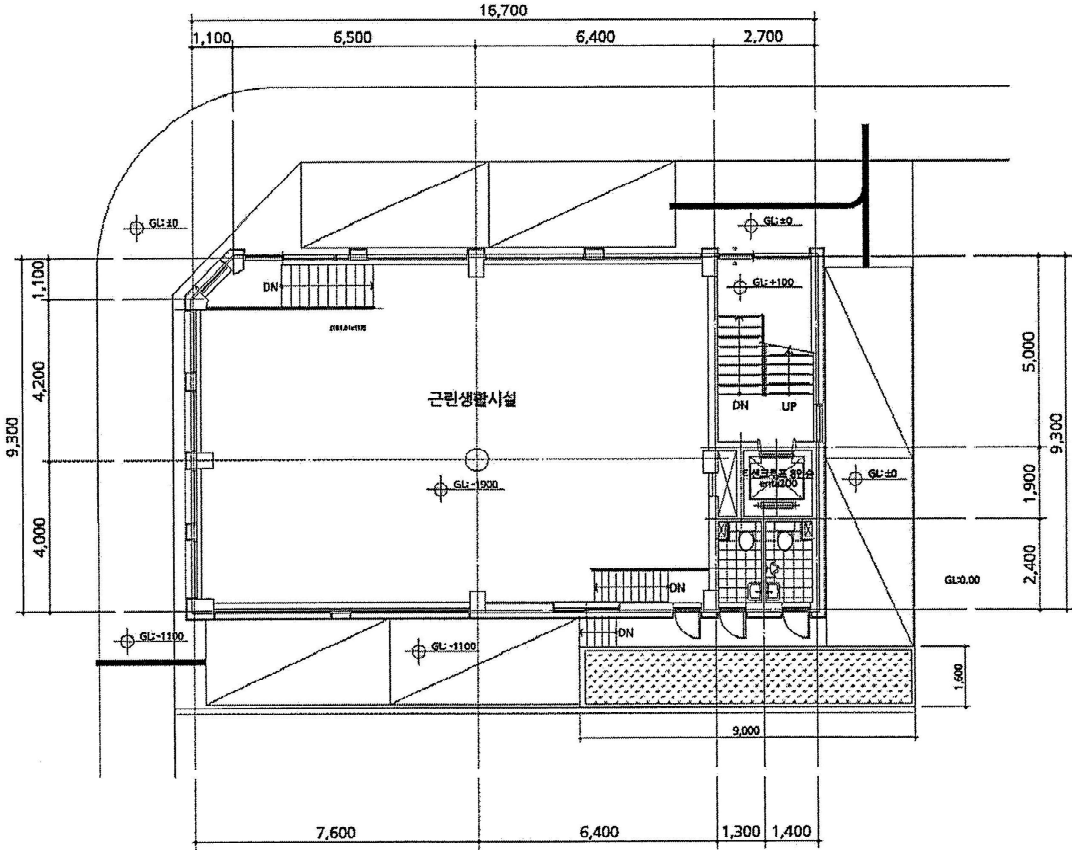 16,700
1,100
6,500
6,400
2,700
GL: ±0
GL: ±0
1,100
DN
GL: +100
4,200
5,000
9,300
근린생활시설
DN
UP
9,300
GL: -1900
GL: ±0
1,900
4,000
DN
2,400
GL:0.00
GL: -1100
GL: -1100
DN
1,600
9,000
7,600
6,400
1,300
1,400